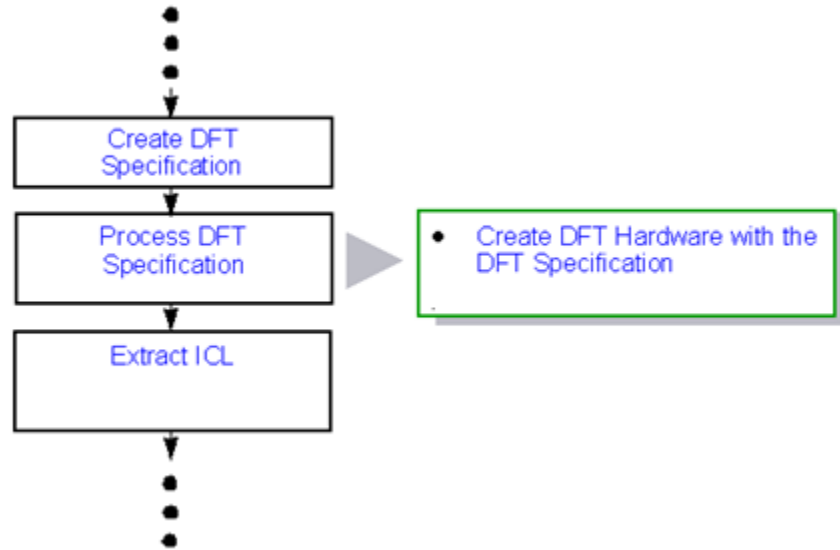 Create DFT
Specification
Process DFT
Specification
• Create DFT Hardware with the
DFT Specification
Extract ICL